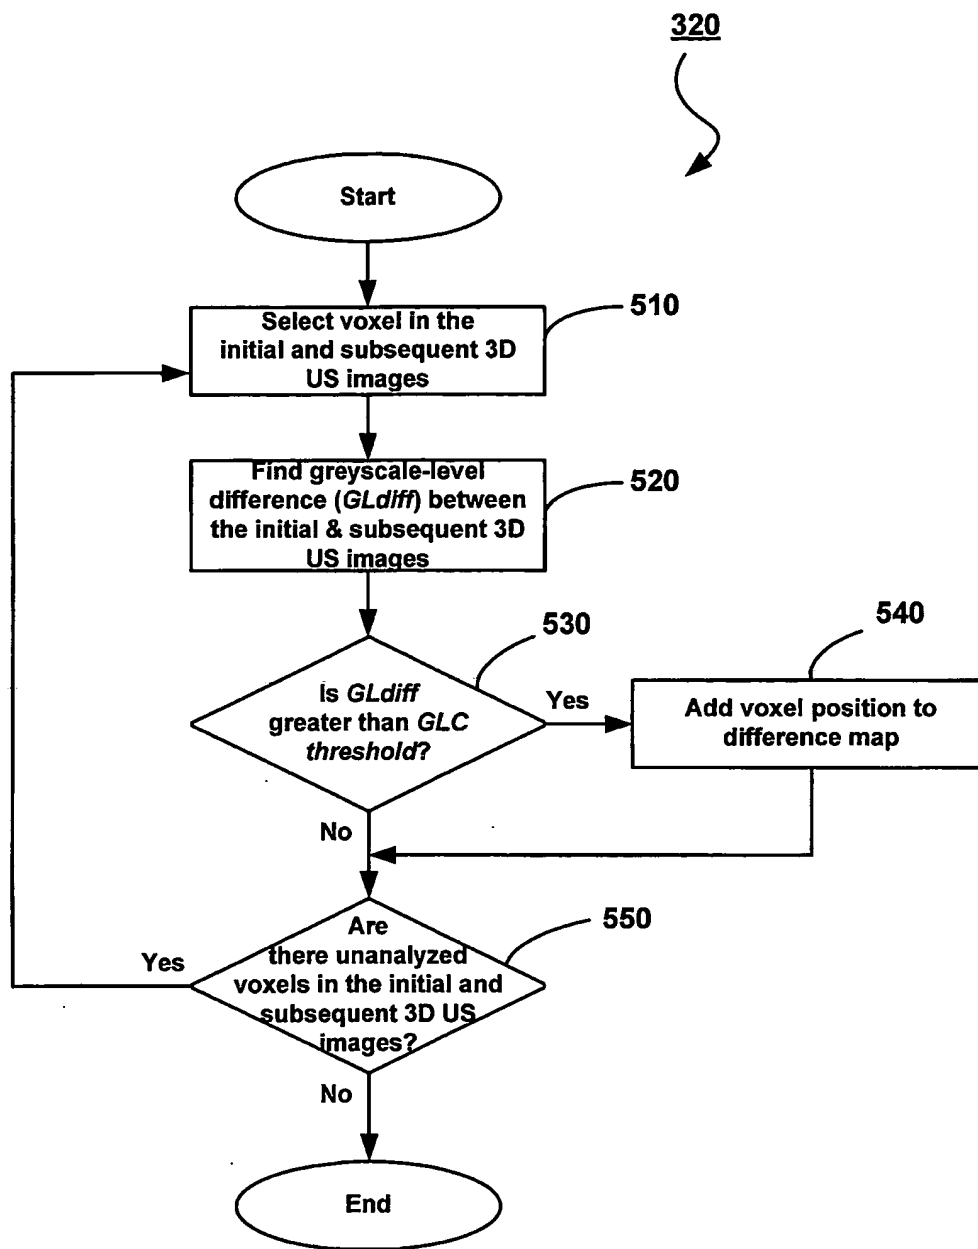 320
Start
Select voxel in the
initial and subsequent 3D
US images
510
Find greyscale-level
difference (GLdiff) between
the initial & subsequent 3D
US images
520
Is GLdiff
greater than GLC
threshold?
530
Yes
Add voxel position to
difference map
540
No
Are
there unanalyzed
voxels in the initial and
subsequent 3D US
images?
550
Yes
No
End